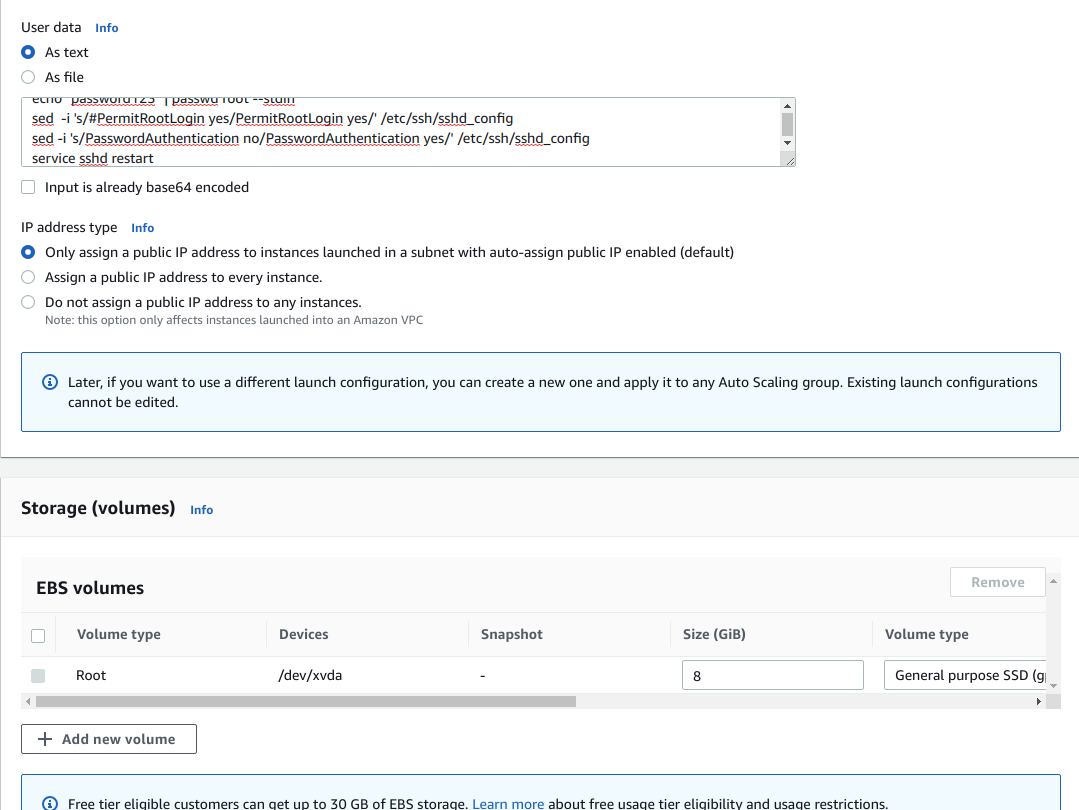 User data Info
As text
As file
echo "password123" | passwd root --stdin
sed  -i 's/#PermitRootLogin yes/PermitRootLogin yes/' /etc/ssh/sshd_config
sed -i 's/PasswordAuthentication no/PasswordAuthentication yes/' /etc/ssh/sshd_config
service sshd restart
Input is already base64 encoded
IP address type Info
Only assign a public IP address to instances launched in a subnet with auto-assign public IP enabled (default)
Assign a public IP address to every instance.
Do not assign a public IP address to any instances.
Note: this option only affects instances launched into an Amazon VPC
Later, if you want to use a different launch configuration, you can create a new one and apply it to any Auto Scaling group. Existing launch configurations
cannot be edited.
Storage (volumes) Info
EBS volumes Remove
Volume type Devices Snapshot Size (GiB) Volume type
Root /dev/xvda - 8 General purpose SSD (gp
Add new volume
Free tier eligible customers can get up to 30 GB of EBS storage. Learn more about free usage tier eligibility and usage restrictions.